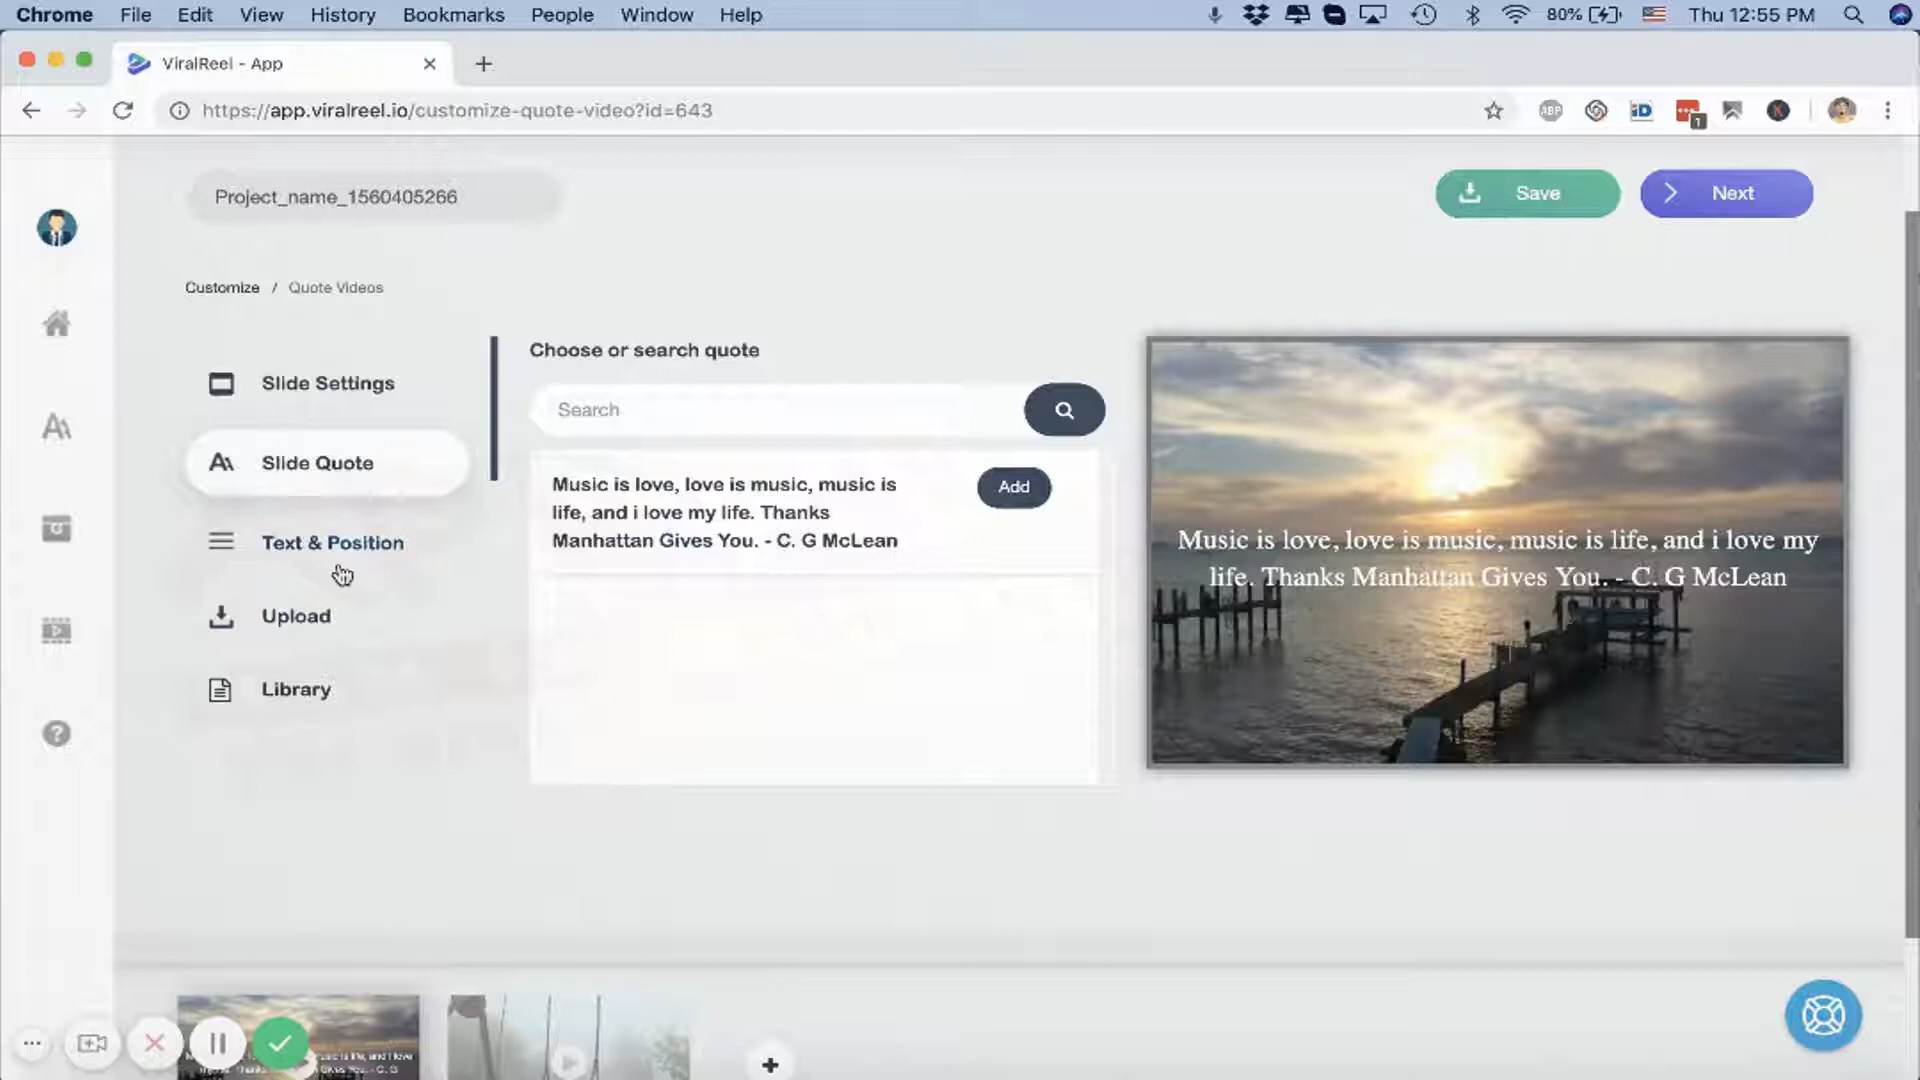 Chrome File Edit View History Bookmarks People Window Help 80% Thu 12:55 PM
ViralReel - App
https://app.viralreel.io/customize-quote-video?id=643
ABP iD 1 K
Project_name_1560405266
Save
Next
Customize / Quote Videos
Slide Settings
Slide Quote
Text & Position
Upload
Library
Choose or search quote
Search
Music is love, love is music, music is
life, and i love my life. Thanks
Manhattan Gives You. - C. G McLean
Add
Music is love, love is music, music is life, and i love my
life. Thanks Manhattan Gives You. - C. G McLean